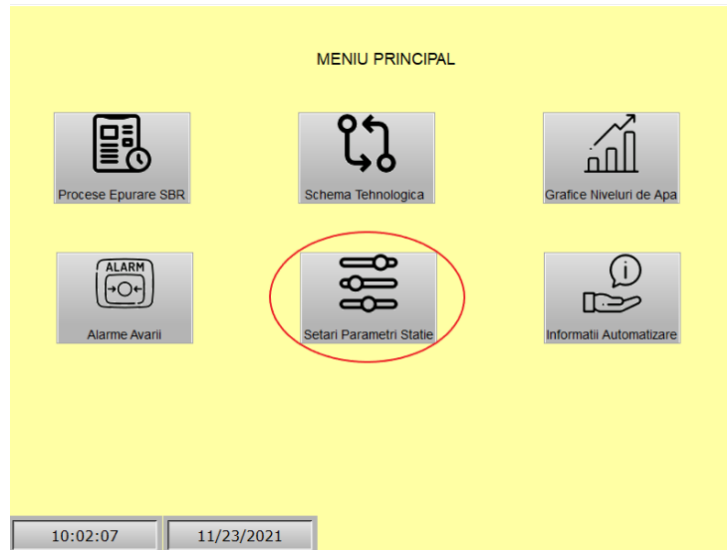 MENIU PRINCIPAL
Procese Epurare SBR
Schema Tehnologica
Grafice Niveluri de Apa
ALARM
Alarme Avarii
Setari Parametri Statie
i
Informatii Automatizare
10:02:07
11/23/2021